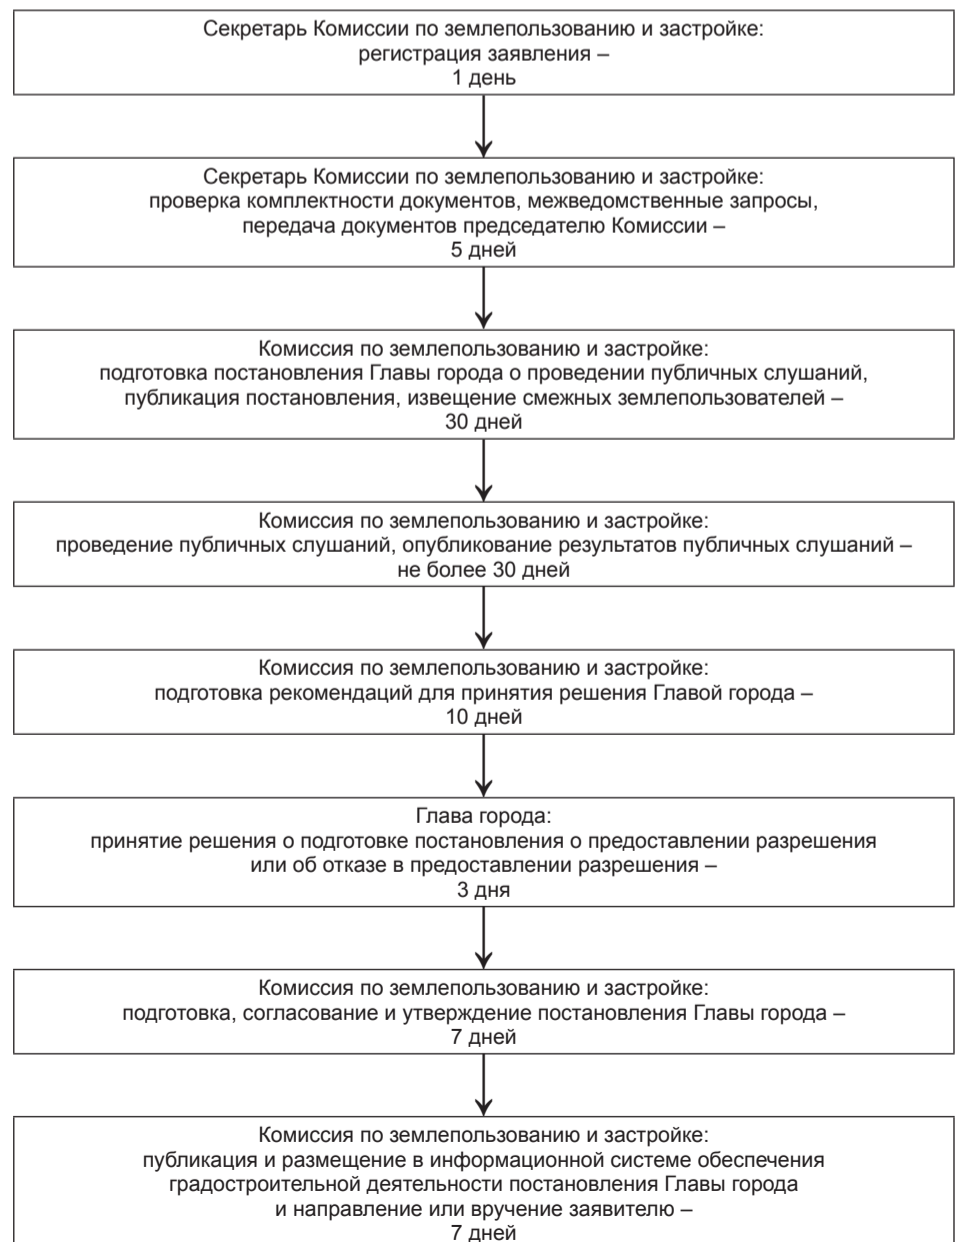 Секретарь Комиссии по землепользованию и застройке:
регистрация заявления –
1 день
Секретарь Комиссии по землепользованию и застройке:
проверка комплектности документов, межведомственные запросы,
передача документов председателю Комиссии –
5 дней
Комиссия по землепользованию и застройке:
подготовка постановления Главы города о проведении публичных слушаний,
публикация постановления, извещение смежных землепользователей –
30 дней
Комиссия по землепользованию и застройке:
проведение публичных слушаний, опубликование результатов публичных слушаний –
не более 30 дней
Комиссия по землепользованию и застройке:
подготовка рекомендаций для принятия решения Главой города –
10 дней
Глава города:
принятие решения о подготовке постановления о предоставлении разрешения
или об отказе в предоставлении разрешения –
3 дня
Комиссия по землепользованию и застройке:
подготовка, согласование и утверждение постановления Главы города –
7 дней
Комиссия по землепользованию и застройке:
публикация и размещение в информационной системе обеспечения
градостроительной деятельности постановления Главы города
и направление или вручение заявителю –
7 дней